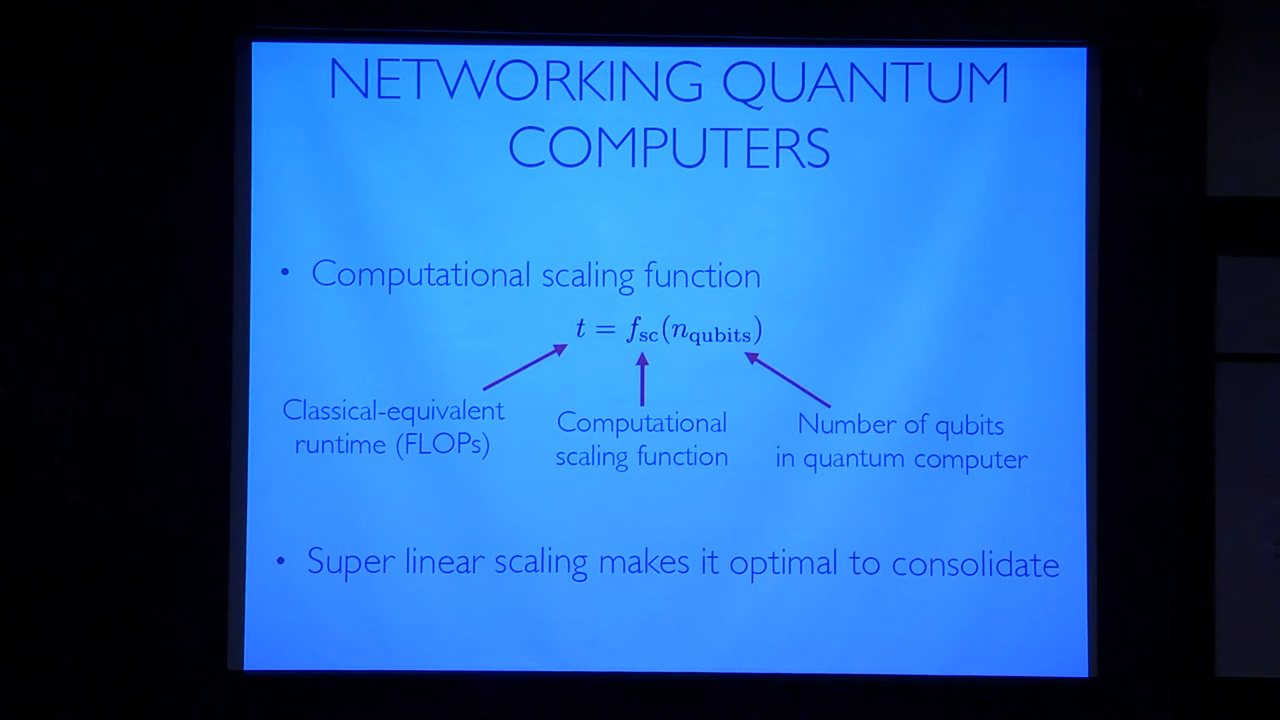 NETWORKING QUANTUM
COMPUTERS
• Computational scaling function
t = f_sc(n_qubits)
Classical-equivalent
runtime (FLOPs)
Computational
scaling function
Number of qubits
in quantum computer
• Super linear scaling makes it optimal to consolidate